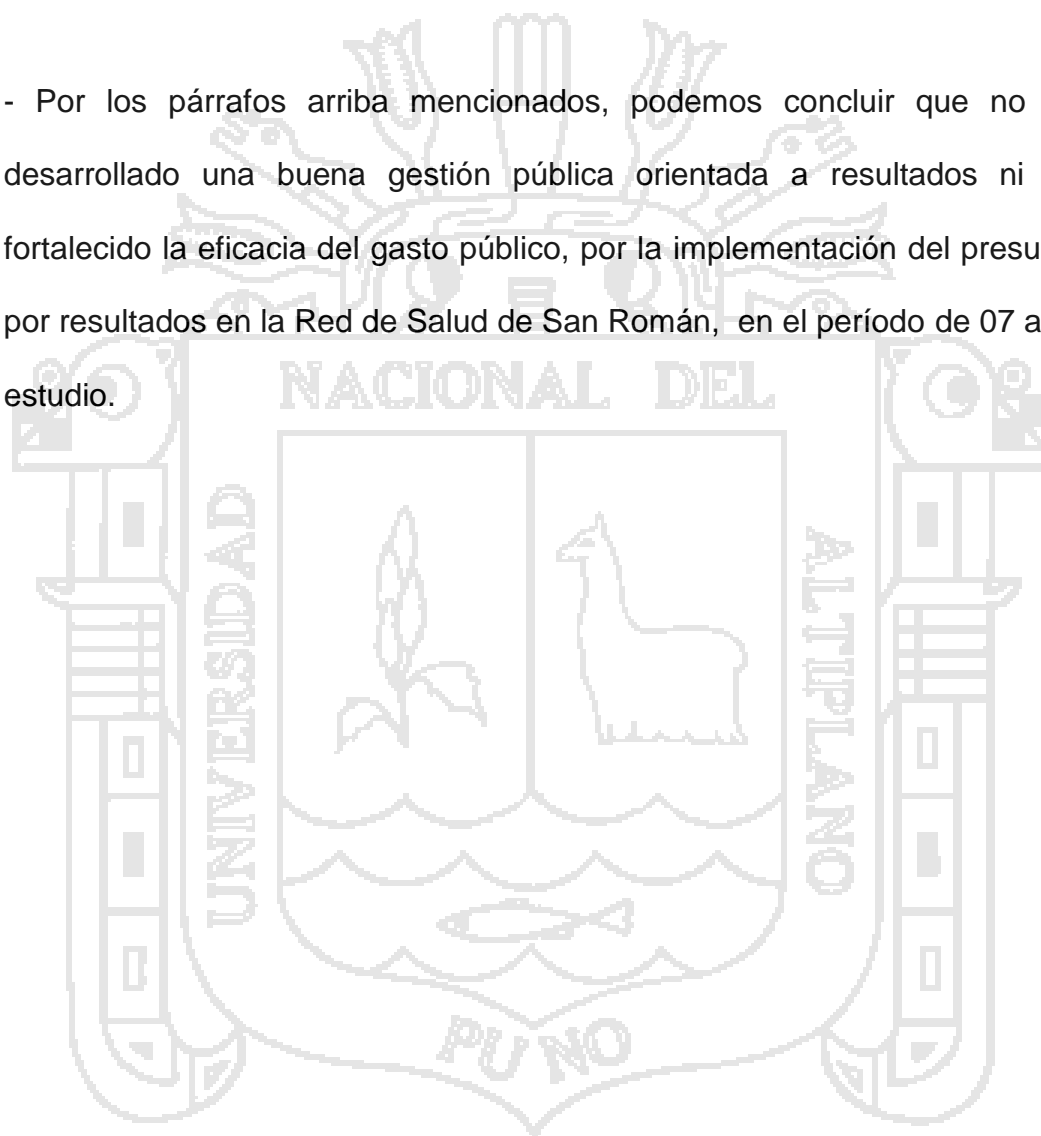 - Por los párrafos arriba mencionados, podemos concluir que no
desarrollado una buena gestión pública orientada a resultados ni
fortalecido la eficacia del gasto público, por la implementación del presu
por resultados en la Red de Salud de San Román, en el período de 07 a
estudio.
NACIONAL DEL
UNIVERSIDAD
ALTIPLANO
PUNO